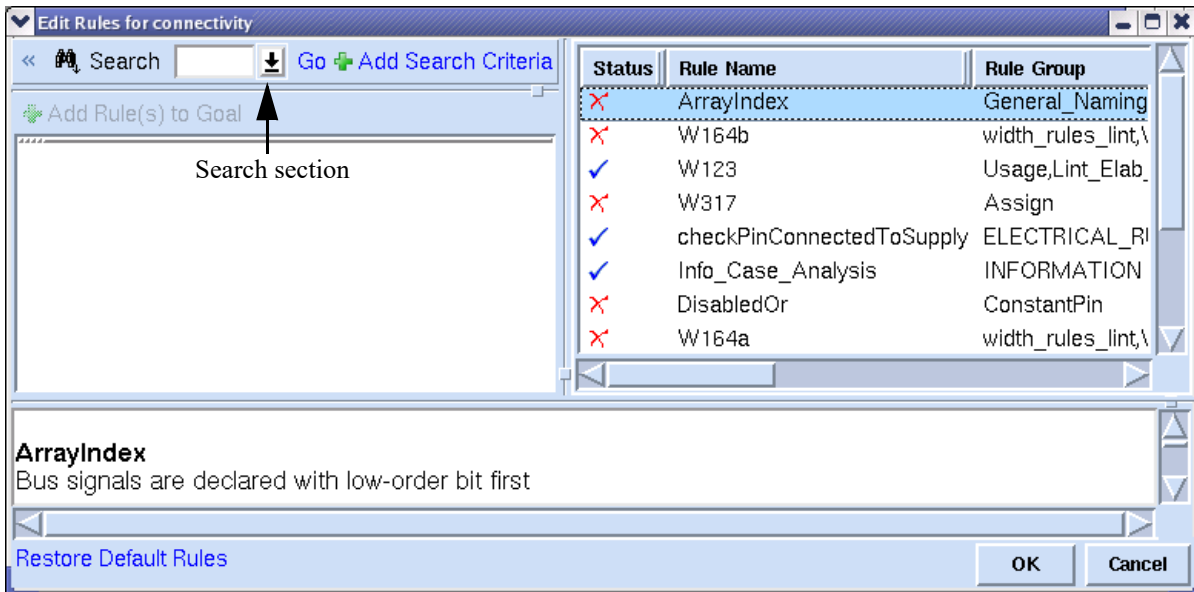 Edit Rules for connectivity
« Search Go Add Search Criteria
Add Rule(s) to Goal
Search section
Status Rule Name Rule Group
ArrayIndex General_Naming
W164b width_rules_lint,
W123 Usage,Lint_Elab_
W317 Assign
checkPinConnectedToSupply ELECTRICAL_R
Info_Case_Analysis INFORMATION
DisabledOr ConstantPin
W164a width_rules_lint,
ArrayIndex
Bus signals are declared with low-order bit first
Restore Default Rules
OK Cancel